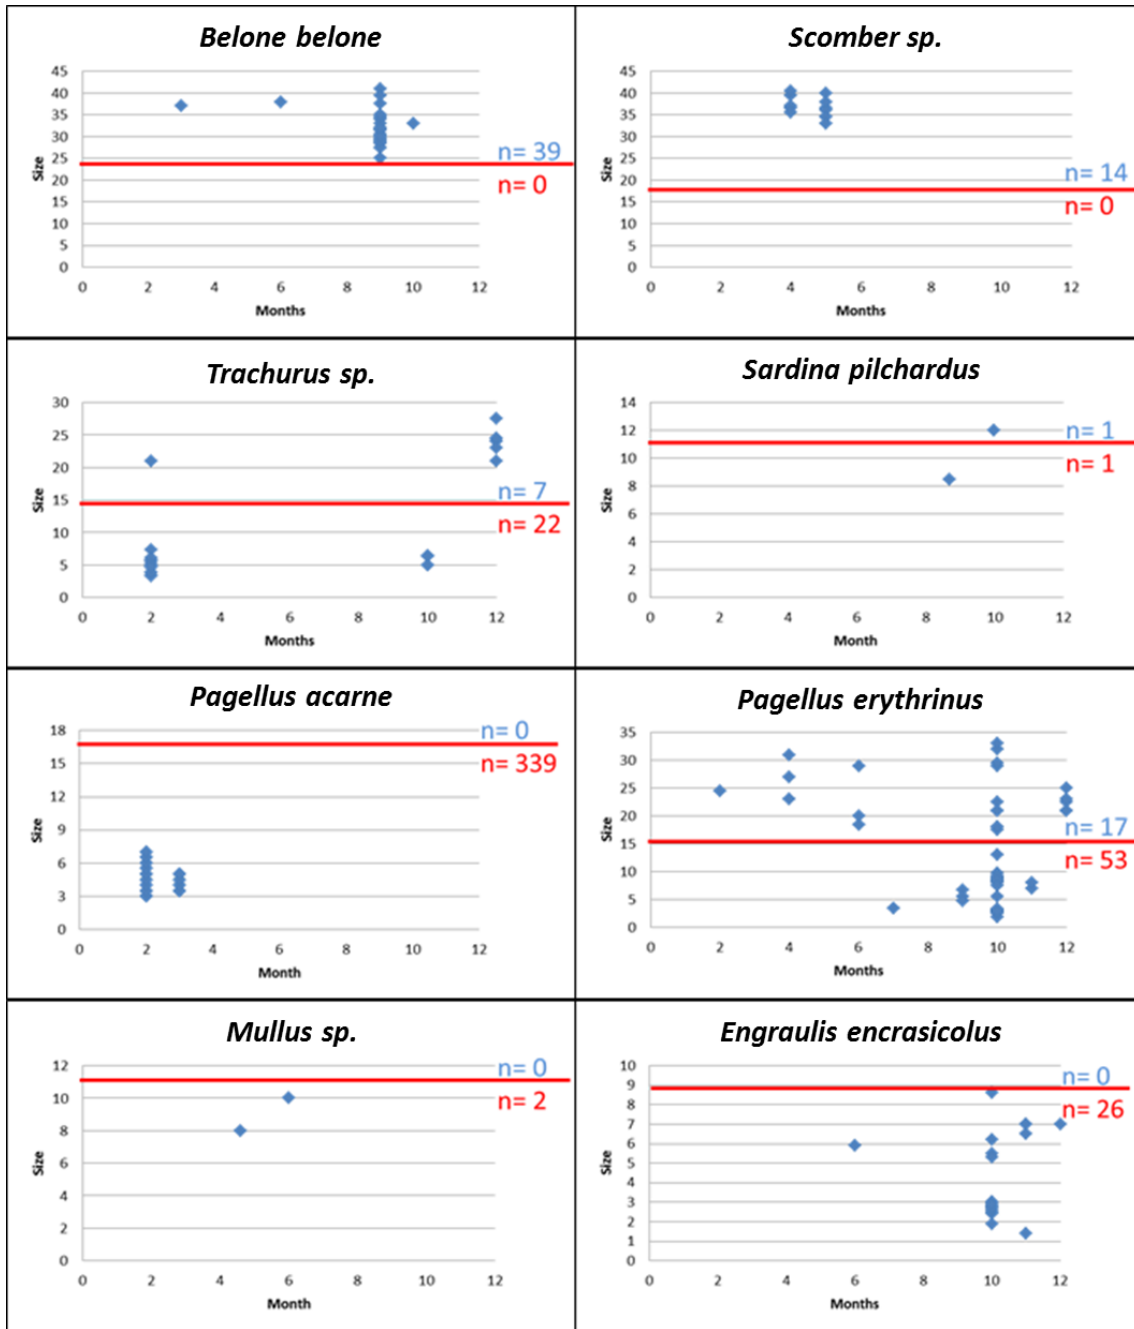 Belone belone
45
40
35
30
25
20
15
10
5
0
Size
0 2 4 6 8 10 12
Months
n= 39
n= 0
Scomber sp.
45
40
35
30
25
20
15
10
5
0
Size
0 2 4 6 8 10 12
Months
n= 14
n= 0
Trachurus sp.
30
25
20
15
10
5
0
Size
0 2 4 6 8 10 12
Months
n= 7
n= 22
Sardina pilchardus
14
12
10
8
6
4
2
0
Size
0 2 4 6 8 10 12
Month
n= 1
n= 1
Pagellus acarne
18
15
12
9
6
3
0
Size
0 2 4 6 8 10 12
Month
n= 0
n= 339
Pagellus erythrinus
35
30
25
20
15
10
5
0
Size
0 2 4 6 8 10 12
Months
n= 17
n= 53
Mullus sp.
12
10
8
6
4
2
0
Size
0 2 4 6 8 10 12
Month
n= 0
n= 2
Engraulis encrasicolus
10
9
8
7
6
5
4
3
2
1
0
Size
0 2 4 6 8 10 12
Months
n= 0
n= 26